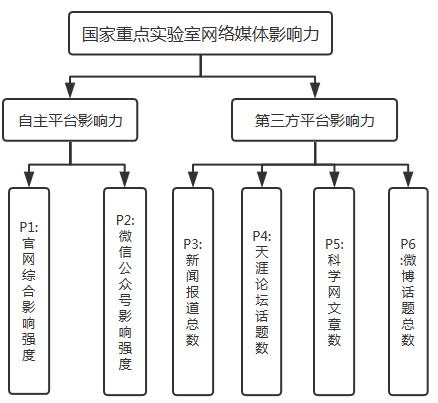 国家重点实验室网络媒体影响力
自主平台影响力
第三方平台影响力
P1:官网综合影响强度
P2:微信公众号影响强度
P3:新闻报道总数
P4:天涯论坛话题数
P5:科学网文章数
P6:微博话题总数